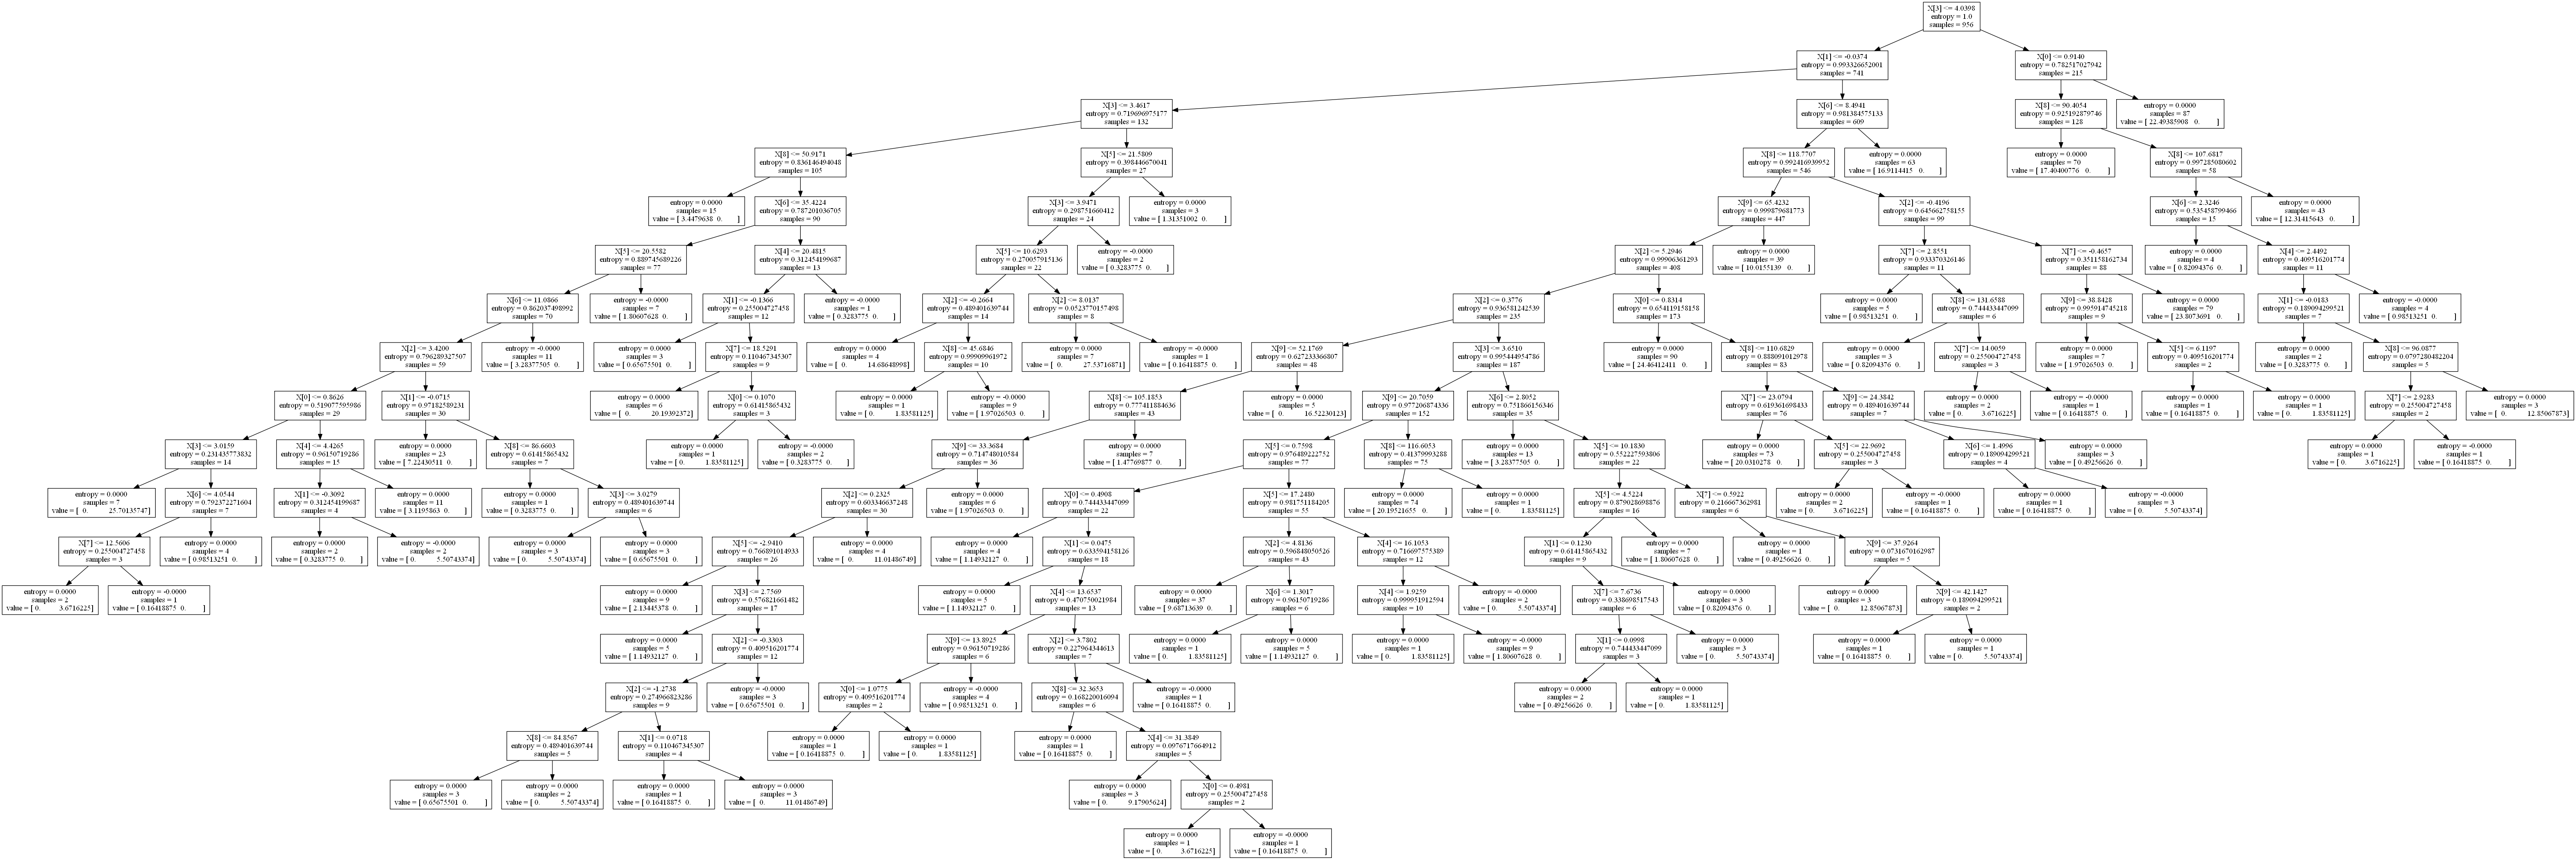 X[3] <= 4.0398
entropy = 1.0
samples = 956
X[1] <= -0.0374
entropy = 0.993326652001
samples = 741
X[0] <= 0.9140
entropy = 0.782517027942
samples = 215
X[3] <= 3.4617
entropy = 0.719696975177
samples = 132
X[6] <= 8.4941
entropy = 0.981384575133
samples = 609
X[8] <= 90.4054
entropy = 0.925192879746
samples = 128
entropy = 0.0000
samples = 87
value = [ 22.49385908 0. ]
X[8] <= 50.9171
entropy = 0.836146494048
samples = 105
X[5] <= 21.5809
entropy = 0.398446670041
samples = 27
X[8] <= 118.7707
entropy = 0.992416939952
samples = 546
entropy = 0.0000
samples = 63
value = [ 16.9114415 0. ]
entropy = 0.0000
samples = 70
value = [ 17.40400776 0. ]
X[8] <= 107.6817
entropy = 0.997285080602
samples = 58
entropy = 0.0000
samples = 15
value = [ 3.4479638 0. ]
X[6] <= 35.4224
entropy = 0.787201036705
samples = 90
X[3] <= 3.9471
entropy = 0.298751660412
samples = 24
entropy = 0.0000
samples = 3
value = [ 1.31351002 0. ]
X[9] <= 65.4232
entropy = 0.999879681773
samples = 447
X[2] <= -0.4196
entropy = 0.645662758155
samples = 99
X[6] <= 2.3246
entropy = 0.535458799466
samples = 15
entropy = 0.0000
samples = 43
value = [ 12.31415643 0. ]
X[5] <= 20.5582
entropy = 0.889745689226
samples = 77
X[4] <= 20.4815
entropy = 0.312454199687
samples = 13
X[5] <= 10.6293
entropy = 0.270057915136
samples = 22
entropy = -0.0000
samples = 2
value = [ 0.3283775 0. ]
X[2] <= 5.2946
entropy = 0.99906361293
samples = 408
entropy = 0.0000
samples = 39
value = [ 10.0155139 0. ]
X[7] <= 2.8551
entropy = 0.933370326146
samples = 11
X[7] <= -0.4657
entropy = 0.351158162734
samples = 88
entropy = 0.0000
samples = 4
value = [ 0.82094376 0. ]
X[4] <= 2.4492
entropy = 0.409516201774
samples = 11
X[6] <= 11.0866
entropy = 0.862037498992
samples = 70
entropy = -0.0000
samples = 7
value = [ 1.80607628 0. ]
X[1] <= -0.1366
entropy = 0.255004727458
samples = 12
entropy = -0.0000
samples = 1
value = [ 0.3283775 0. ]
X[2] <= -0.2664
entropy = 0.489401639744
samples = 14
X[2] <= 8.0137
entropy = 0.0523770157498
samples = 8
X[2] <= 0.3776
entropy = 0.936581242539
samples = 235
X[0] <= 0.8314
entropy = 0.654119158158
samples = 173
entropy = 0.0000
samples = 5
value = [ 0.98513251 0. ]
X[8] <= 131.6588
entropy = 0.744433447099
samples = 6
X[9] <= 38.8428
entropy = 0.995914745218
samples = 9
entropy = 0.0000
samples = 79
value = [ 23.8073691 0. ]
X[1] <= -0.0183
entropy = 0.189094299521
samples = 7
entropy = -0.0000
samples = 4
value = [ 0.98513251 0. ]
X[2] <= 3.4200
entropy = 0.796289327507
samples = 59
entropy = -0.0000
samples = 11
value = [ 3.28377505 0. ]
entropy = 0.0000
samples = 3
value = [ 0.65675501 0. ]
X[7] <= 18.5291
entropy = 0.110467345307
samples = 9
entropy = 0.0000
samples = 4
value = [ 0. 14.68648998]
X[8] <= 45.6846
entropy = 0.99909961972
samples = 10
entropy = 0.0000
samples = 7
value = [ 0. 27.53716871]
entropy = -0.0000
samples = 1
value = [ 0.16418875 0. ]
X[9] <= 52.1769
entropy = 0.627233366807
samples = 48
X[3] <= 3.6510
entropy = 0.995444954786
samples = 187
entropy = 0.0000
samples = 90
value = [ 24.46412411 0. ]
X[8] <= 110.6829
entropy = 0.888091012978
samples = 83
entropy = 0.0000
samples = 3
value = [ 0.82094376 0. ]
X[7] <= 14.0059
entropy = 0.255004727458
samples = 3
entropy = 0.0000
samples = 7
value = [ 1.97026503 0. ]
X[5] <= 6.1197
entropy = 0.409516201774
samples = 2
entropy = 0.0000
samples = 2
value = [ 0.3283775 0. ]
X[8] <= 96.0877
entropy = 0.0797280482204
samples = 5
X[0] <= 0.8626
entropy = 0.519077595986
samples = 29
X[1] <= -0.0715
entropy = 0.97182589231
samples = 30
entropy = 0.0000
samples = 6
value = [ 0. 20.19392372]
X[0] <= 0.1070
entropy = 0.61415865432
samples = 3
entropy = 0.0000
samples = 1
value = [ 0. 1.83581125]
entropy = -0.0000
samples = 9
value = [ 1.97026503 0. ]
X[8] <= 105.1853
entropy = 0.777411884636
samples = 43
entropy = 0.0000
samples = 5
value = [ 0. 16.52230123]
X[9] <= 20.7059
entropy = 0.977206874336
samples = 152
X[6] <= 2.8052
entropy = 0.751866156346
samples = 35
X[7] <= 23.0794
entropy = 0.619361698433
samples = 76
X[9] <= 24.3842
entropy = 0.489401639744
samples = 7
entropy = 0.0000
samples = 2
value = [ 0. 3.6716225]
entropy = -0.0000
samples = 1
value = [ 0.16418875 0. ]
entropy = 0.0000
samples = 1
value = [ 0.16418875 0. ]
entropy = 0.0000
samples = 1
value = [ 0. 1.83581125]
X[7] <= 2.9283
entropy = 0.255004727458
samples = 2
entropy = 0.0000
samples = 3
value = [ 0. 12.85067873]
X[3] <= 3.0159
entropy = 0.231435773832
samples = 14
X[4] <= 4.4265
entropy = 0.96150719286
samples = 15
entropy = 0.0000
samples = 23
value = [ 7.22430511 0. ]
X[8] <= 86.6603
entropy = 0.61415865432
samples = 7
entropy = 0.0000
samples = 1
value = [ 0. 1.83581125]
entropy = -0.0000
samples = 2
value = [ 0.3283775 0. ]
X[9] <= 33.3684
entropy = 0.714748010584
samples = 36
entropy = 0.0000
samples = 7
value = [ 1.47769877 0. ]
X[5] <= 0.7598
entropy = 0.976489222752
samples = 77
X[8] <= 116.6053
entropy = 0.41379993288
samples = 75
entropy = 0.0000
samples = 13
value = [ 3.28377505 0. ]
X[5] <= 10.1830
entropy = 0.552227593806
samples = 22
entropy = 0.0000
samples = 73
value = [ 20.0310278 0. ]
X[5] <= 22.9692
entropy = 0.255004727458
samples = 3
X[6] <= 1.4996
entropy = 0.189094299521
samples = 4
entropy = 0.0000
samples = 3
value = [ 0.49256626 0. ]
entropy = 0.0000
samples = 1
value = [ 0. 3.6716225]
entropy = -0.0000
samples = 1
value = [ 0.16418875 0. ]
entropy = 0.0000
samples = 7
value = [ 0. 25.70135747]
X[6] <= 4.0544
entropy = 0.792372271604
samples = 7
X[1] <= -0.3092
entropy = 0.312454199687
samples = 4
entropy = 0.0000
samples = 11
value = [ 3.1195863 0. ]
entropy = 0.0000
samples = 1
value = [ 0.3283775 0. ]
X[3] <= 3.0279
entropy = 0.489401639744
samples = 6
X[2] <= 0.2325
entropy = 0.603346637248
samples = 30
entropy = 0.0000
samples = 6
value = [ 1.97026503 0. ]
X[0] <= 0.4908
entropy = 0.744433447099
samples = 22
X[5] <= 17.2480
entropy = 0.981751184205
samples = 55
entropy = 0.0000
samples = 74
value = [ 20.19521655 0. ]
entropy = 0.0000
samples = 1
value = [ 0. 1.83581125]
X[5] <= 4.5224
entropy = 0.879028698876
samples = 16
X[7] <= 0.5922
entropy = 0.216667362981
samples = 6
entropy = 0.0000
samples = 2
value = [ 0. 3.6716225]
entropy = -0.0000
samples = 1
value = [ 0.16418875 0. ]
entropy = 0.0000
samples = 1
value = [ 0.16418875 0. ]
entropy = -0.0000
samples = 3
value = [ 0. 5.50743374]
X[7] <= 12.5606
entropy = 0.255004727458
samples = 3
entropy = 0.0000
samples = 4
value = [ 0.98513251 0. ]
entropy = 0.0000
samples = 2
value = [ 0.3283775 0. ]
entropy = -0.0000
samples = 2
value = [ 0. 5.50743374]
entropy = 0.0000
samples = 3
value = [ 0. 5.50743374]
entropy = 0.0000
samples = 3
value = [ 0.65675501 0. ]
X[5] <= -2.9410
entropy = 0.766891014933
samples = 26
entropy = 0.0000
samples = 4
value = [ 0. 11.01486749]
entropy = 0.0000
samples = 4
value = [ 1.14932127 0. ]
X[1] <= 0.0475
entropy = 0.633594158126
samples = 18
X[2] <= 4.8136
entropy = 0.596848050526
samples = 43
X[4] <= 16.1053
entropy = 0.716697575389
samples = 12
X[1] <= 0.1230
entropy = 0.61415865432
samples = 9
entropy = 0.0000
samples = 7
value = [ 1.80607628 0. ]
entropy = 0.0000
samples = 1
value = [ 0.49256626 0. ]
X[9] <= 37.9264
entropy = 0.0731670162987
samples = 5
entropy = 0.0000
samples = 2
value = [ 0. 3.6716225]
entropy = -0.0000
samples = 1
value = [ 0.16418875 0. ]
entropy = 0.0000
samples = 9
value = [ 2.13445378 0. ]
X[3] <= 2.7569
entropy = 0.576821661482
samples = 17
entropy = 0.0000
samples = 5
value = [ 1.14932127 0. ]
X[4] <= 13.6537
entropy = 0.470750021984
samples = 13
entropy = 0.0000
samples = 37
value = [ 9.68713639 0. ]
X[6] <= 1.3017
entropy = 0.96150719286
samples = 6
X[4] <= 1.9259
entropy = 0.999951912594
samples = 10
entropy = -0.0000
samples = 2
value = [ 0. 5.50743374]
X[7] <= 7.6736
entropy = 0.338698517543
samples = 6
entropy = 0.0000
samples = 3
value = [ 0.82094376 0. ]
entropy = 0.0000
samples = 3
value = [ 0. 12.85067873]
X[9] <= 42.1427
entropy = 0.189094299521
samples = 2
entropy = 0.0000
samples = 5
value = [ 1.14932127 0. ]
X[2] <= -0.3303
entropy = 0.409516201774
samples = 12
X[9] <= 13.8925
entropy = 0.96150719286
samples = 6
X[2] <= 3.7802
entropy = 0.227964344613
samples = 7
entropy = 0.0000
samples = 1
value = [ 0. 1.83581125]
entropy = 0.0000
samples = 5
value = [ 1.14932127 0. ]
entropy = 0.0000
samples = 1
value = [ 0. 1.83581125]
entropy = -0.0000
samples = 9
value = [ 1.80607628 0. ]
X[1] <= 0.0998
entropy = 0.744433447099
samples = 3
entropy = 0.0000
samples = 3
value = [ 0. 5.50743374]
entropy = 0.0000
samples = 1
value = [ 0.16418875 0. ]
entropy = 0.0000
samples = 1
value = [ 0. 5.50743374]
X[2] <= -1.2738
entropy = 0.274966823286
samples = 9
entropy = -0.0000
samples = 3
value = [ 0.65675501 0. ]
X[0] <= 1.0775
entropy = 0.409516201774
samples = 2
entropy = -0.0000
samples = 4
value = [ 0.98513251 0. ]
X[8] <= 32.3653
entropy = 0.168220016094
samples = 6
entropy = -0.0000
samples = 1
value = [ 0.16418875 0. ]
entropy = 0.0000
samples = 2
value = [ 0.49256626 0. ]
entropy = 0.0000
samples = 1
value = [ 0. 1.83581125]
X[8] <= 84.8567
entropy = 0.489401639744
samples = 5
X[1] <= 0.0718
entropy = 0.110467345307
samples = 4
entropy = 0.0000
samples = 1
value = [ 0.16418875 0. ]
entropy = 0.0000
samples = 1
value = [ 0. 1.83581125]
entropy = 0.0000
samples = 1
value = [ 0.16418875 0. ]
X[4] <= 31.3849
entropy = 0.0976717664912
samples = 5
entropy = 0.0000
samples = 3
value = [ 0.65675501 0. ]
entropy = 0.0000
samples = 2
value = [ 0. 5.50743374]
entropy = 0.0000
samples = 1
value = [ 0.16418875 0. ]
entropy = 0.0000
samples = 3
value = [ 0. 11.01486749]
entropy = 0.0000
samples = 3
value = [ 0. 9.17905624]
X[0] <= 0.4981
entropy = 0.255004727458
samples = 2
entropy = 0.0000
samples = 1
value = [ 0. 3.6716225]
entropy = -0.0000
samples = 1
value = [ 0.16418875 0. ]